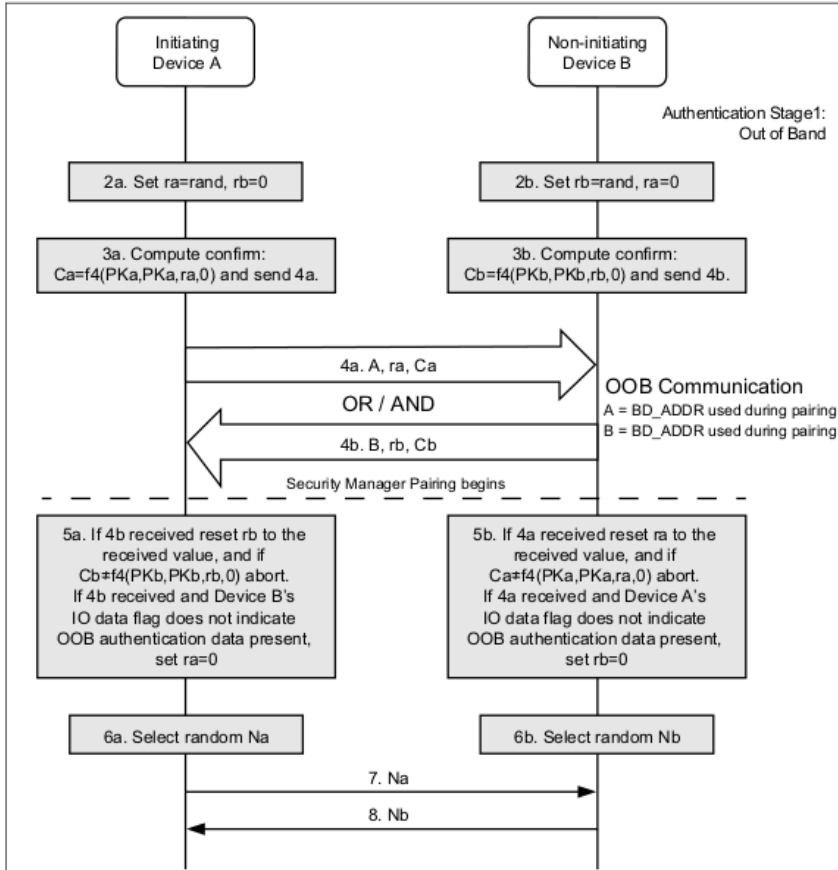 Initiating
Device A
Non-initiating
Device B
Authentication Stage1:
Out of Band
2a. Set ra=rand, rb=0
2b. Set rb=rand, ra=0
3a. Compute confirm:
Ca=f4(PKa,PKa,ra,0) and send 4a.
3b. Compute confirm:
Cb=f4(PKb,PKb,rb,0) and send 4b.
4a. A, ra, Ca
OR / AND
4b. B, rb, Cb
OOB Communication
A = BD_ADDR used during pairing
B = BD_ADDR used during pairing
Security Manager Pairing begins
5a. If 4b received reset rb to the
received value, and if
Cb≠f4(PKb,PKb,rb,0) abort.
If 4b received and Device B's
IO data flag does not indicate
OOB authentication data present,
set ra=0
5b. If 4a received reset ra to the
received value, and if
Ca≠f4(PKa,PKa,ra,0) abort.
If 4a received and Device A's
IO data flag does not indicate
OOB authentication data present,
set rb=0
6a. Select random Na
6b. Select random Nb
7. Na
8. Nb